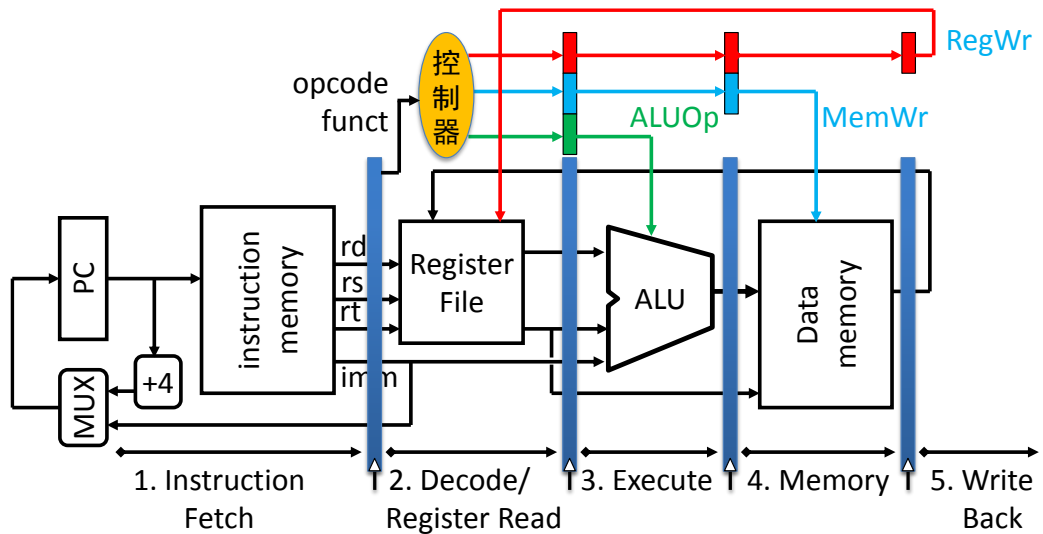 RegWr
控制器
opcode
funct
ALUOp
MemWr
PC
instruction
memory
rd
rs
rt
imm
Register
File
ALU
Data
memory
+4
MUX
1. Instruction
Fetch
2. Decode/
Register Read
3. Execute
4. Memory
5. Write
Back